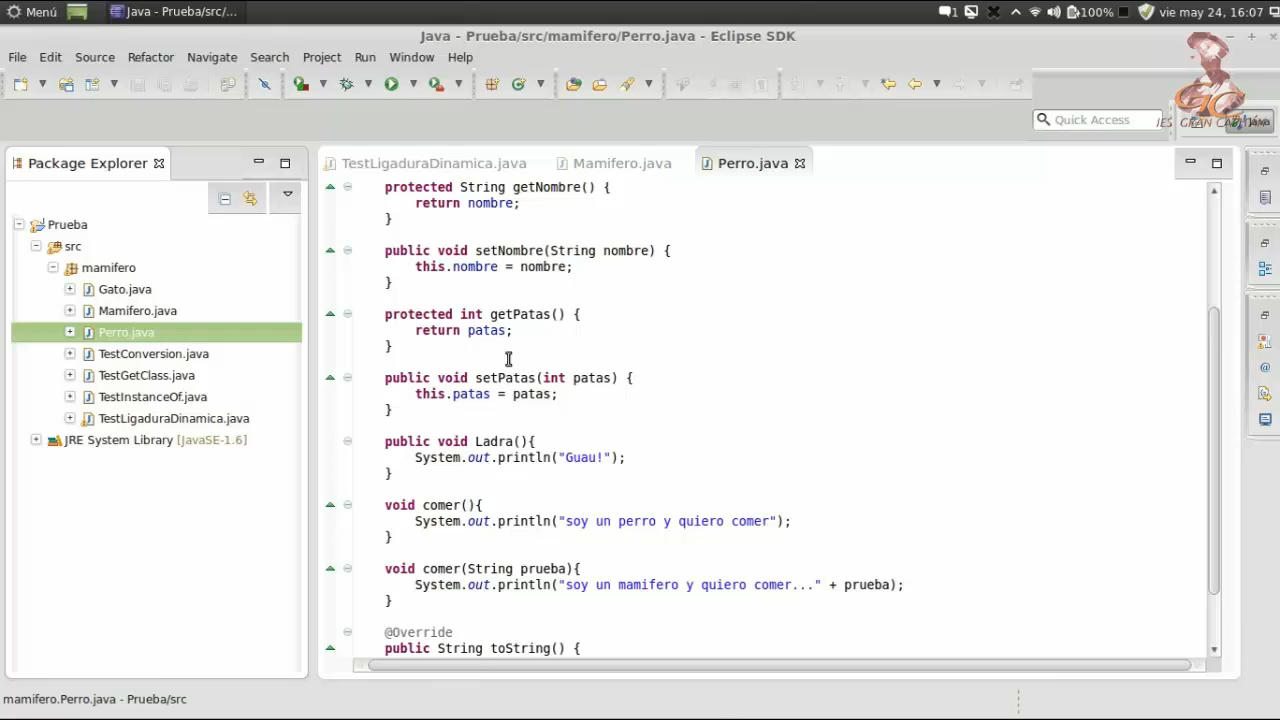 Menú
Java - Prueba/src/...
1
100%
vie may 24, 16:07
Java - Prueba/src/mamifero/Perro.java - Eclipse SDK
File Edit Source Refactor Navigate Search Project Run Window Help
Quick Access
IES GRAN CAPITÁN
Java
Package Explorer
TestLigaduraDinamica.java
Mamifero.java
Perro.java
Prueba
src
mamifero
Gato.java
Mamifero.java
Perro.java
TestConversion.java
TestGetClass.java
TestInstanceOf.java
TestLigaduraDinamica.java
JRE System Library [JavaSE-1.6]
protected String getNombre() {
return nombre;
}
public void setNombre(String nombre) {
this.nombre = nombre;
}
protected int getPatas() {
return patas;
}
public void setPatas(int patas) {
this.patas = patas;
}
public void Ladra(){
System.out.println("Guau!");
}
void comer(){
System.out.println("soy un perro y quiero comer");
}
void comer(String prueba){
System.out.println("soy un mamifero y quiero comer..." + prueba);
}
@Override
public String toString() {
mamifero.Perro.java - Prueba/src